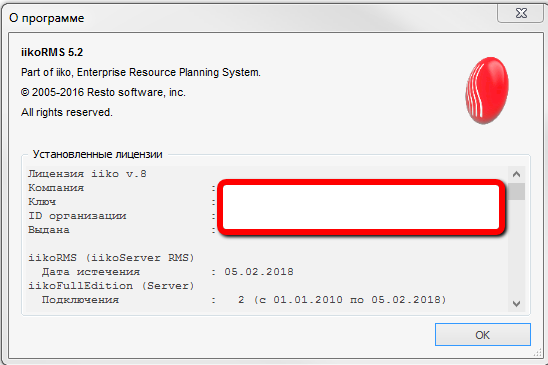 О программе
iikoRMS 5.2
Part of iiko, Enterprise Resource Planning System.
© 2005-2016 Resto software, inc.
All rights reserved.
Установленные лицензии
Лицензия iiko v.8
Компания :
Ключ :
ID организации :
Выдана :
iikoRMS (iikoServer RMS)
Дата истечения : 05.02.2018
iikoFullEdition (Server)
Подключения : 2 (с 01.01.2010 по 05.02.2018)
OK